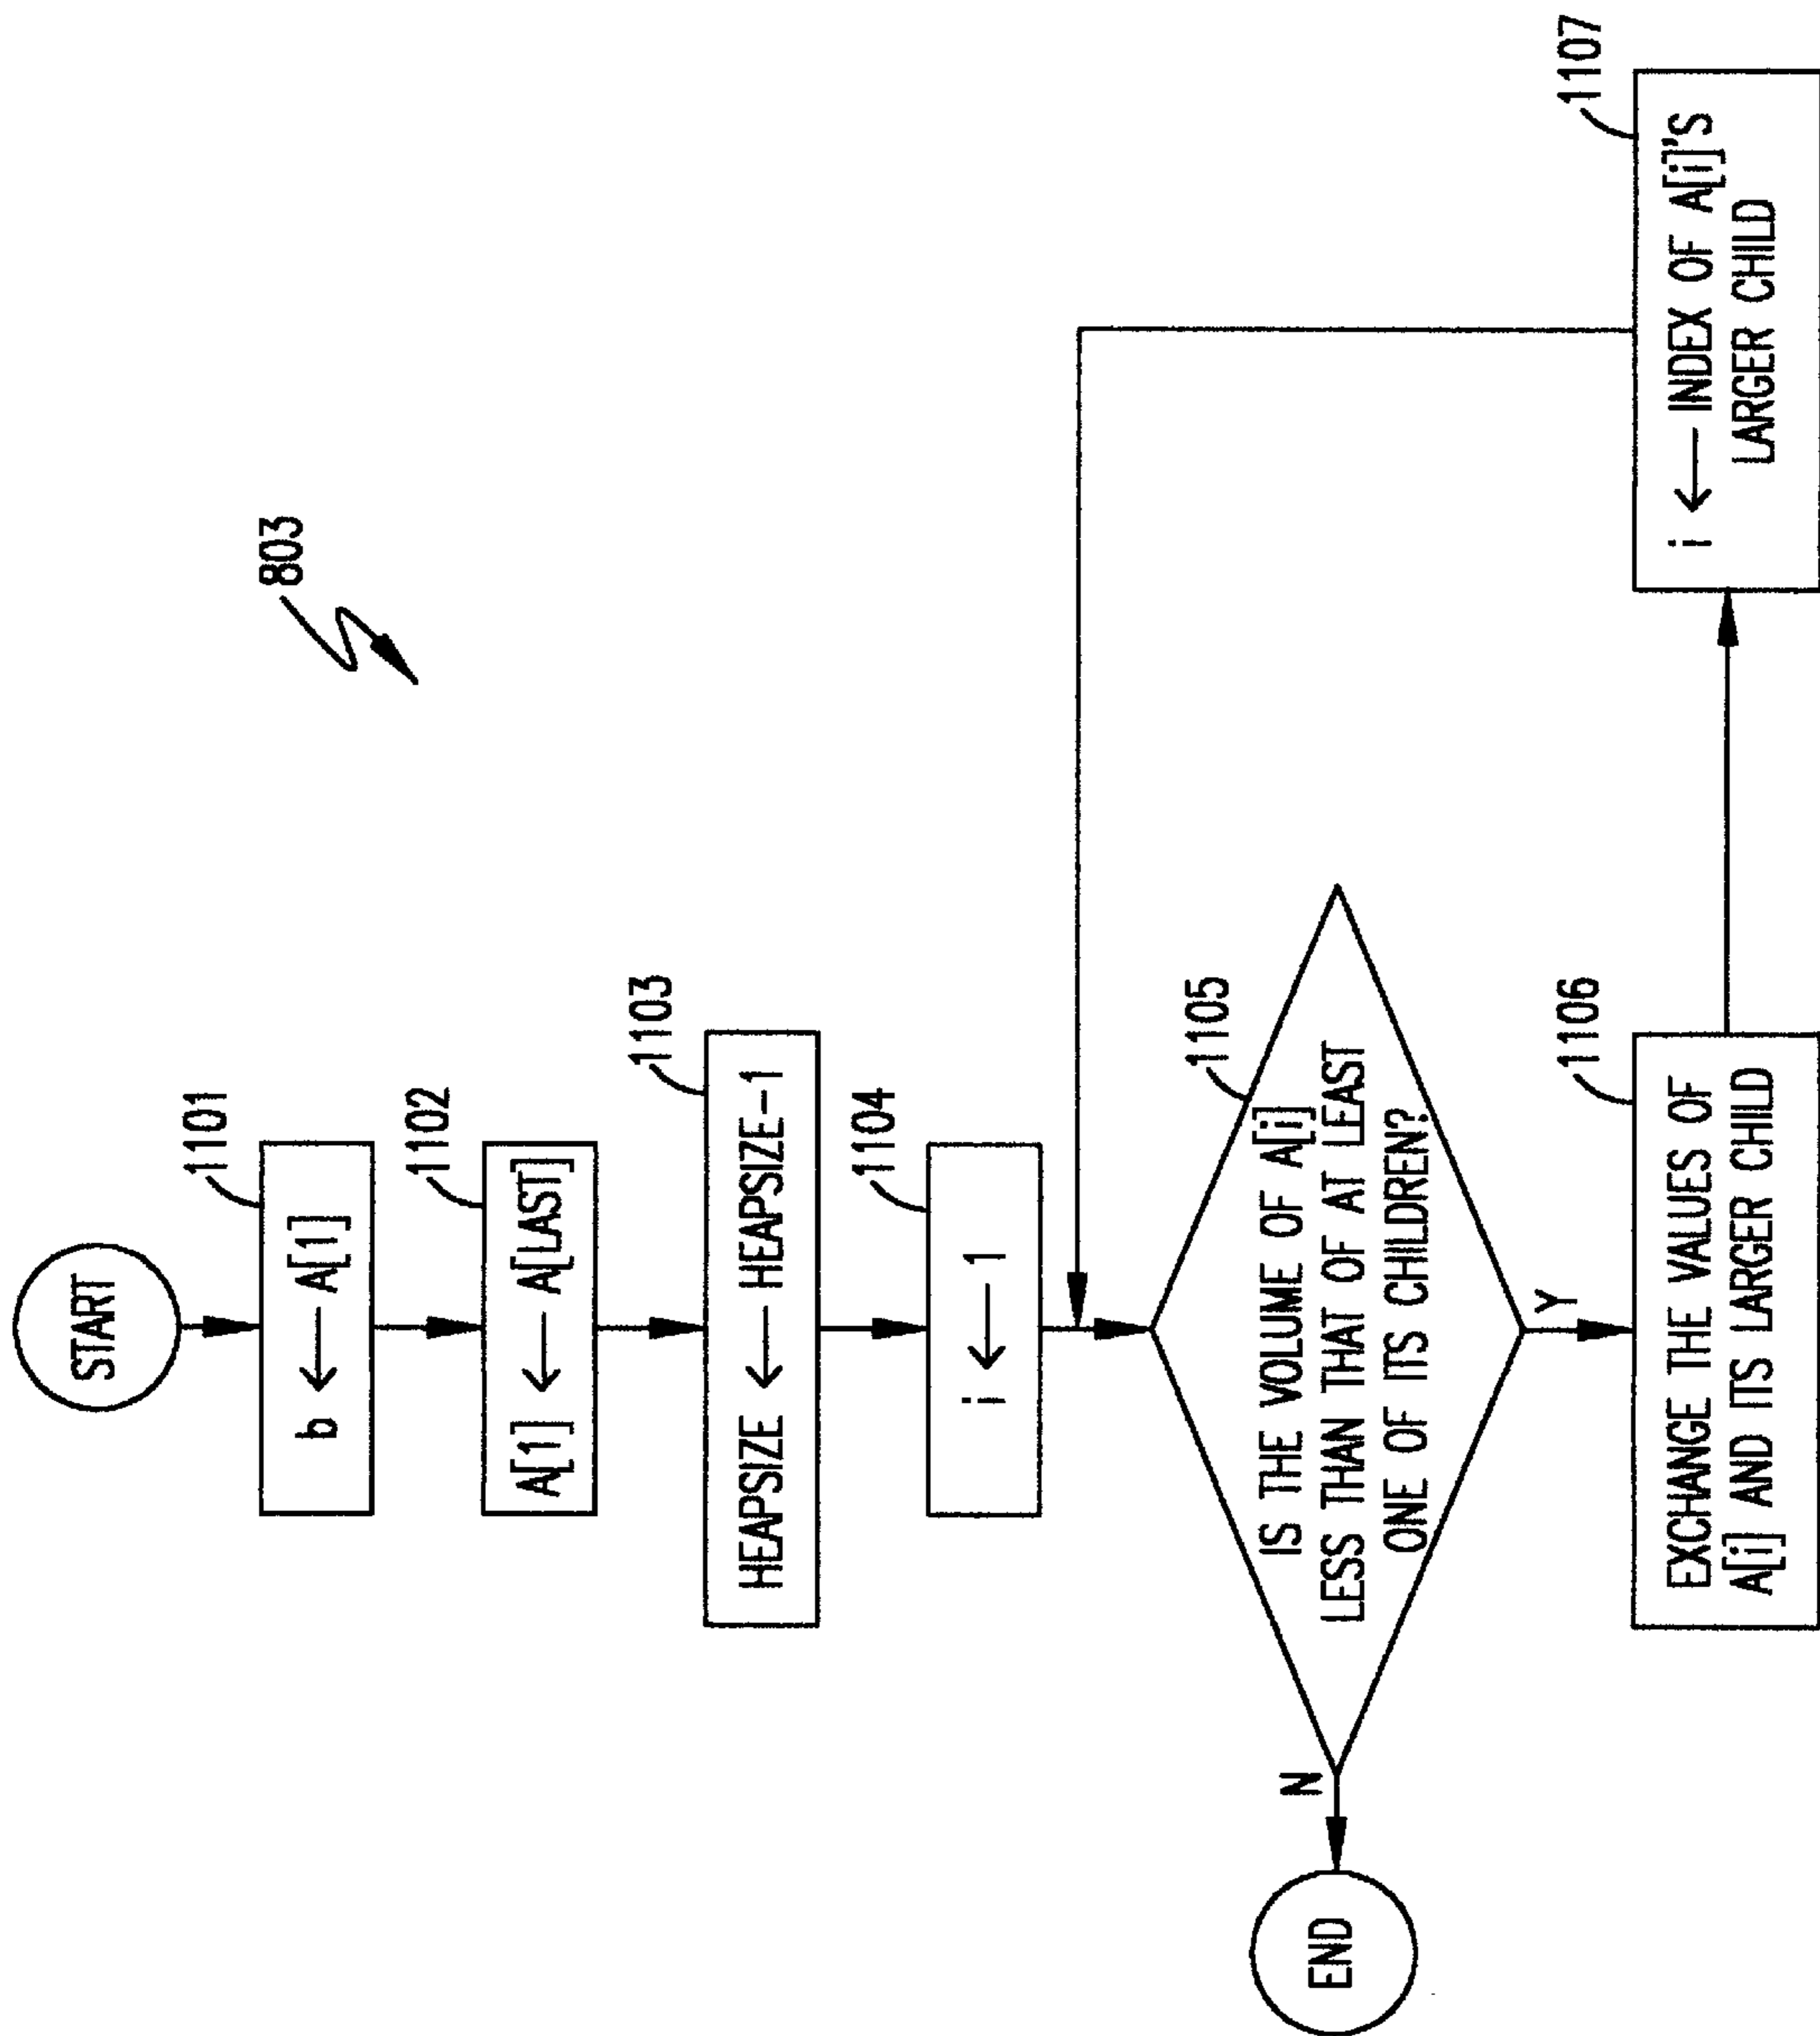 803
START
1101
b ← A[1]
1102
A[1] ← A[LAST]
1103
HEAPSIZE ← HEAPSIZE-1
1104
i ← 1
1105
IS THE VOLUME OF A[i]
LESS THAN THAT OF AT LEAST
ONE OF ITS CHILDREN?
N
END
Y
1106
EXCHANGE THE VALUES OF
A[i] AND ITS LARGER CHILD
1107
i ← INDEX OF A[i]'S
LARGER CHILD